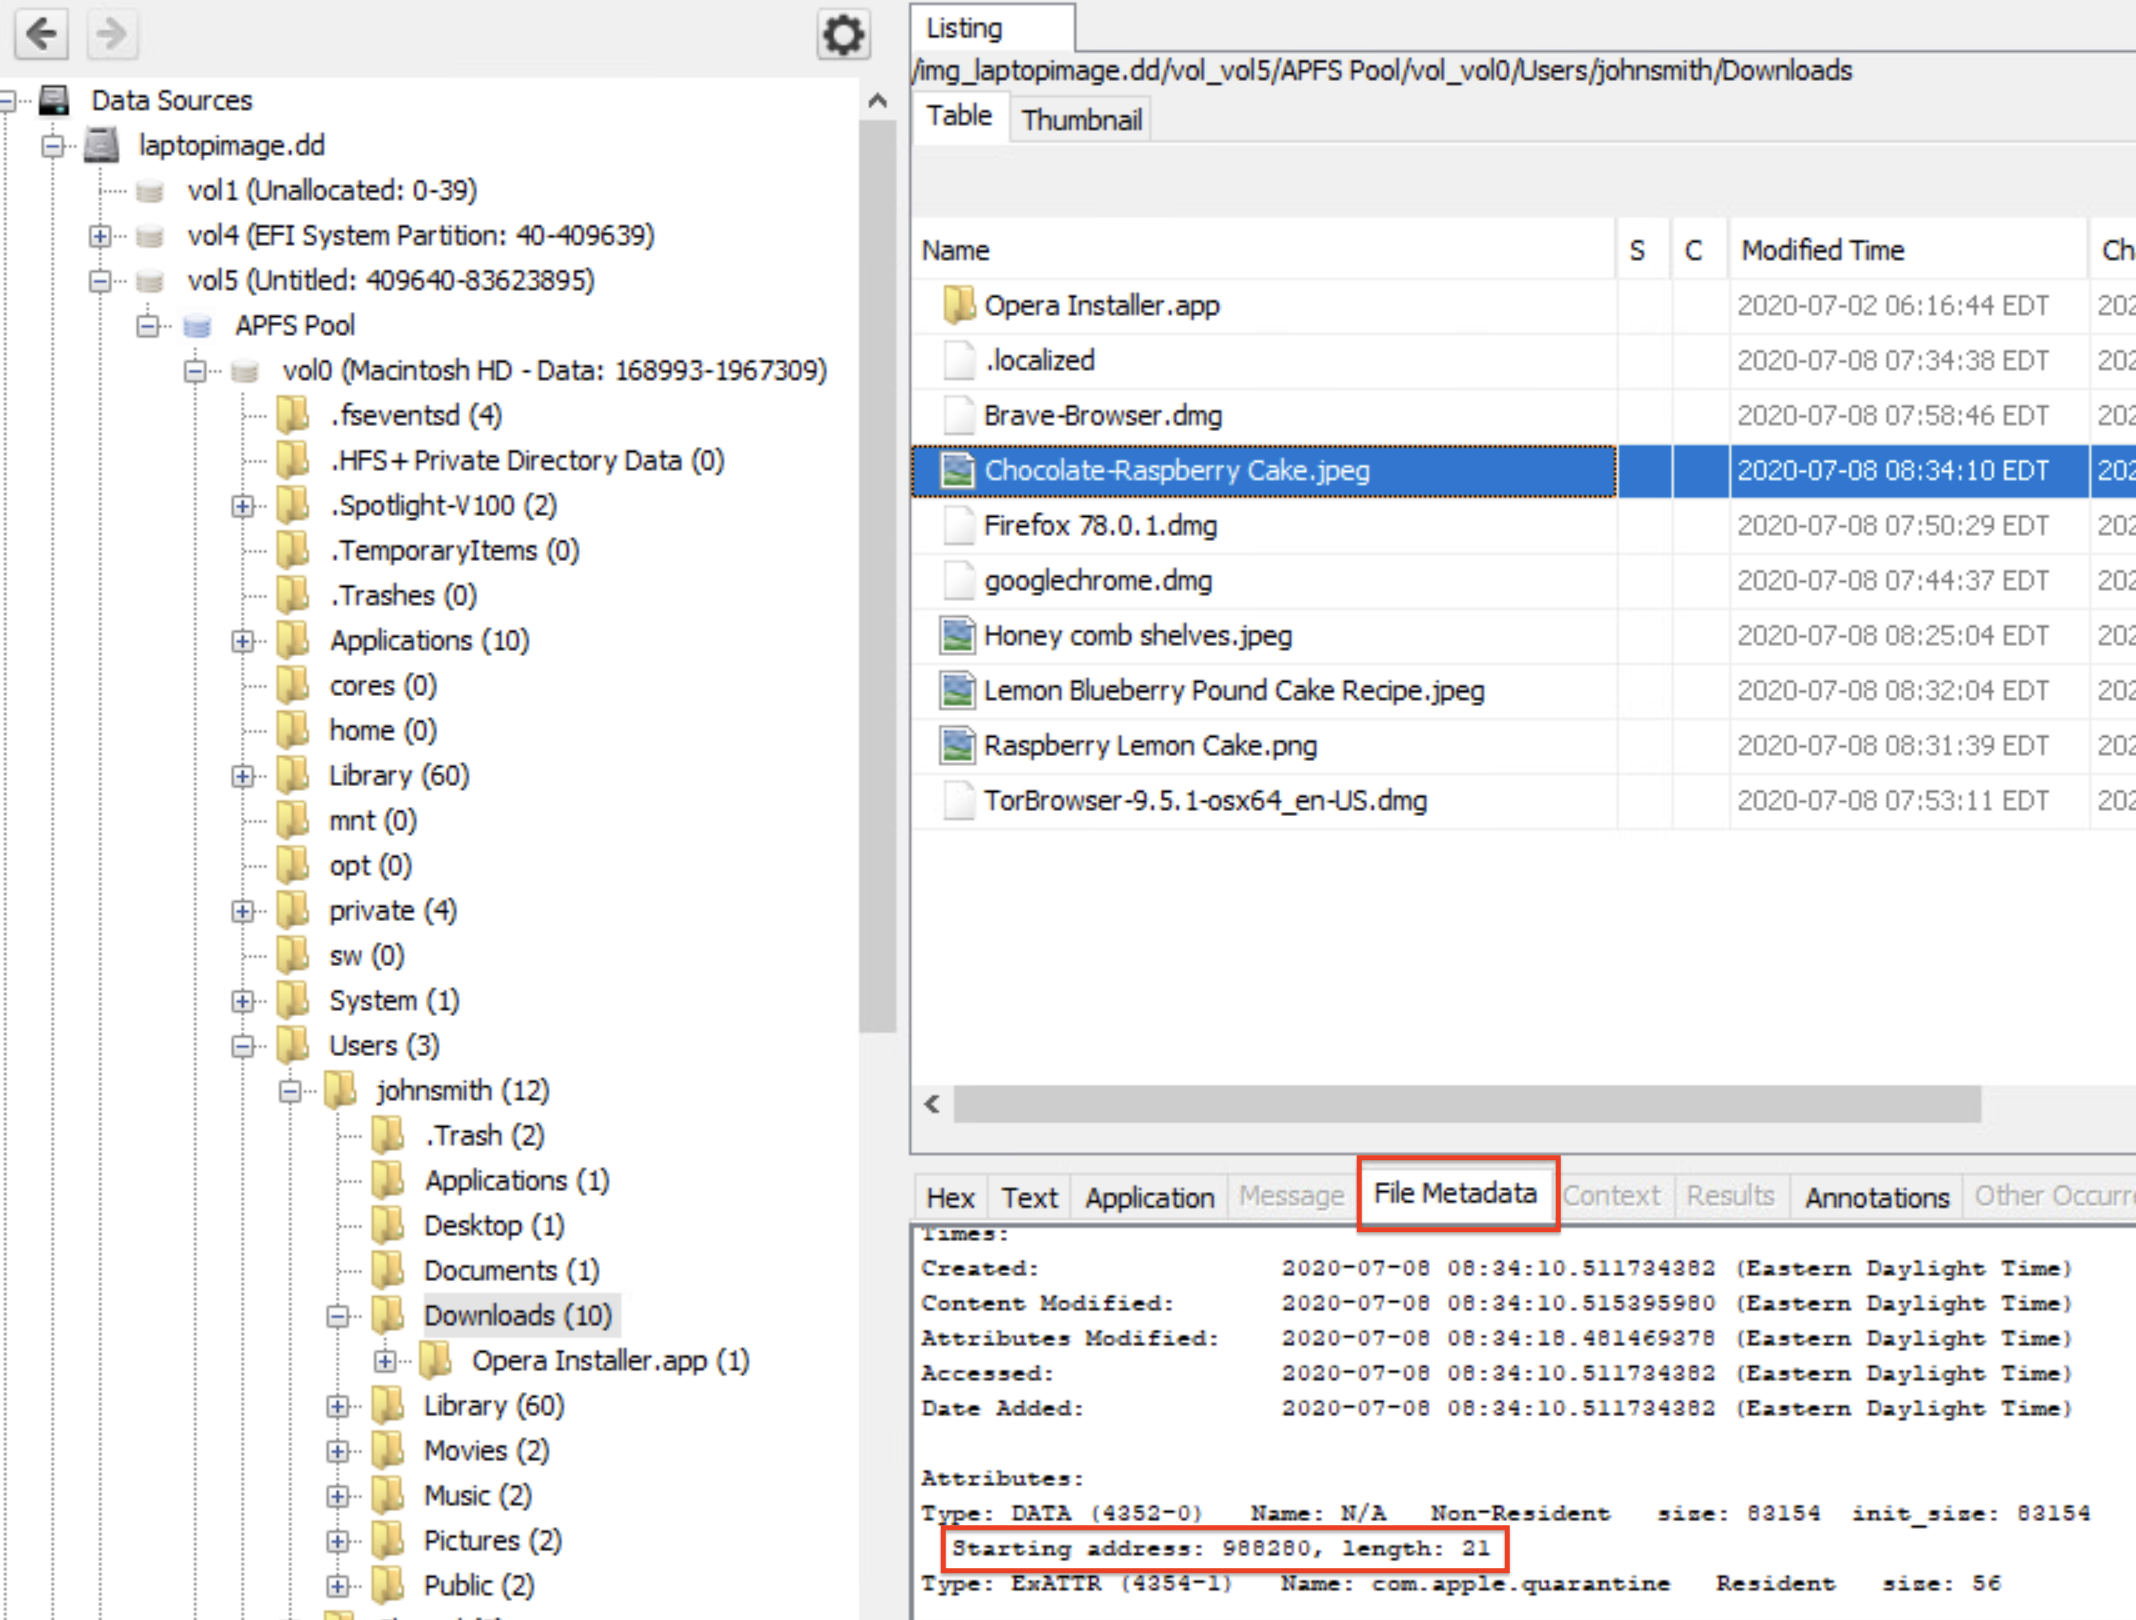 Data Sources
laptopimage.dd
vol1 (Unallocated: 0-39)
vol4 (EFI System Partition: 40-409639)
vol5 (Untitled: 409640-83623895)
APFS Pool
vol0 (Macintosh HD - Data: 168993-1967309)
.fseventsd (4)
.HFS+ Private Directory Data (0)
.Spotlight-V100 (2)
.TemporaryItems (0)
.Trashes (0)
Applications (10)
cores (0)
home (0)
Library (60)
mnt (0)
opt (0)
private (4)
sw (0)
System (1)
Users (3)
johnsmith (12)
.Trash (2)
Applications (1)
Desktop (1)
Documents (1)
Downloads (10)
Opera Installer.app (1)
Library (60)
Movies (2)
Music (2)
Pictures (2)
Public (2)
Listing
/img_laptopimage.dd/vol_vol5/APFS Pool/vol_vol0/Users/johnsmith/Downloads
Table Thumbnail
Name S C Modified Time Ch
Opera Installer.app 2020-07-02 06:16:44 EDT 202
.localized 2020-07-08 07:34:38 EDT 202
Brave-Browser.dmg 2020-07-08 07:58:46 EDT 202
Chocolate-Raspberry Cake.jpeg 2020-07-08 08:34:10 EDT 202
Firefox 78.0.1.dmg 2020-07-08 07:50:29 EDT 202
googlechrome.dmg 2020-07-08 07:44:37 EDT 202
Honey comb shelves.jpeg 2020-07-08 08:25:04 EDT 202
Lemon Blueberry Pound Cake Recipe.jpeg 2020-07-08 08:32:04 EDT 202
Raspberry Lemon Cake.png 2020-07-08 08:31:39 EDT 202
TorBrowser-9.5.1-osx64_en-US.dmg 2020-07-08 07:53:11 EDT 202
Hex Text Application Message File Metadata Context Results Annotations Other Occurre
Times:
Created: 2020-07-08 08:34:10.511734382 (Eastern Daylight Time)
Content Modified: 2020-07-08 08:34:10.515395980 (Eastern Daylight Time)
Attributes Modified: 2020-07-08 08:34:18.481469378 (Eastern Daylight Time)
Accessed: 2020-07-08 08:34:10.511734382 (Eastern Daylight Time)
Date Added: 2020-07-08 08:34:10.511734382 (Eastern Daylight Time)
Attributes:
Type: DATA (4352-0) Name: N/A Non-Resident size: 83154 init_size: 83154
Starting address: 988280, length: 21
Type: ExATTR (4354-1) Name: com.apple.quarantine Resident size: 56